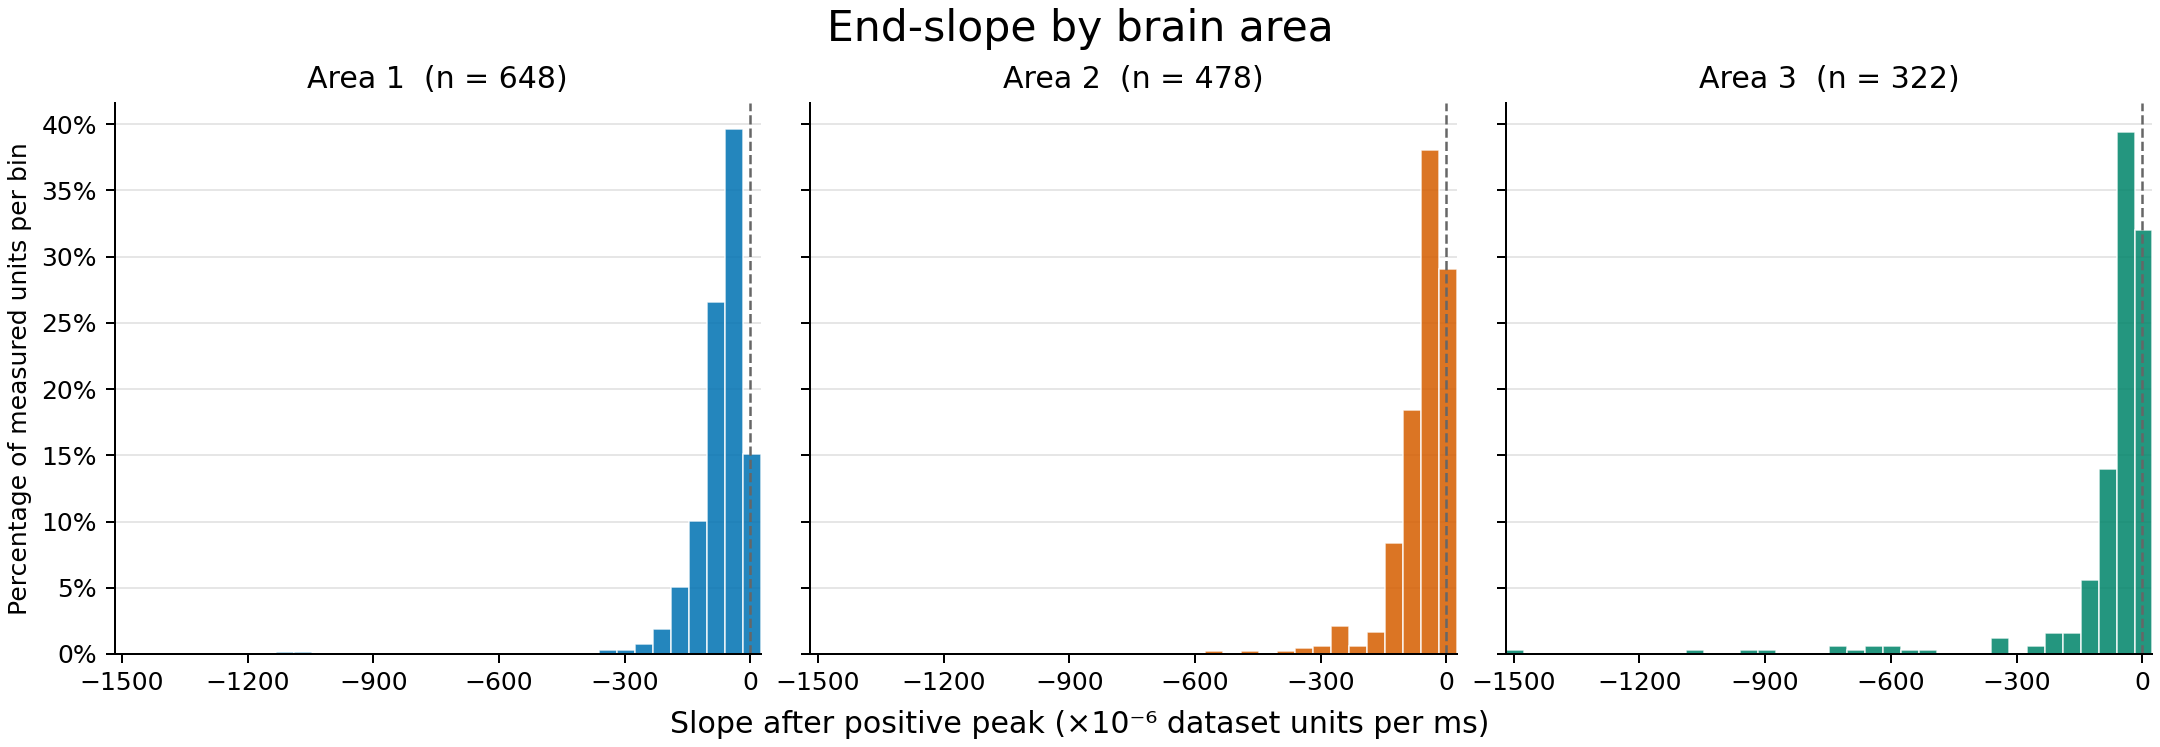 End-slope by brain area
Area 1  (n = 648)
Area 2  (n = 478)
Area 3  (n = 322)
Percentage of measured units per bin
40%
35%
30%
25%
20%
15%
10%
5%
0%
−1500 −1200 −900 −600 −300 0
−1500 −1200 −900 −600 −300 0
−1500 −1200 −900 −600 −300 0
Slope after positive peak (×10⁻⁶ dataset units per ms)